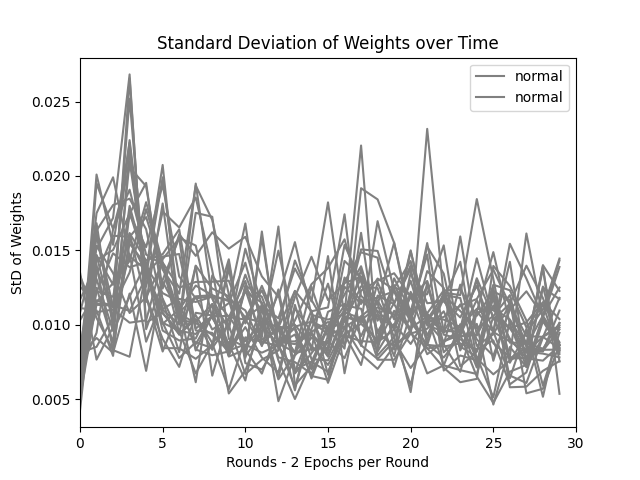 Standard Deviation of Weights over Time
normal
normal
StD of Weights
0.025
0.020
0.015
0.010
0.005
0
5
10
15
20
25
30
Rounds - 2 Epochs per Round